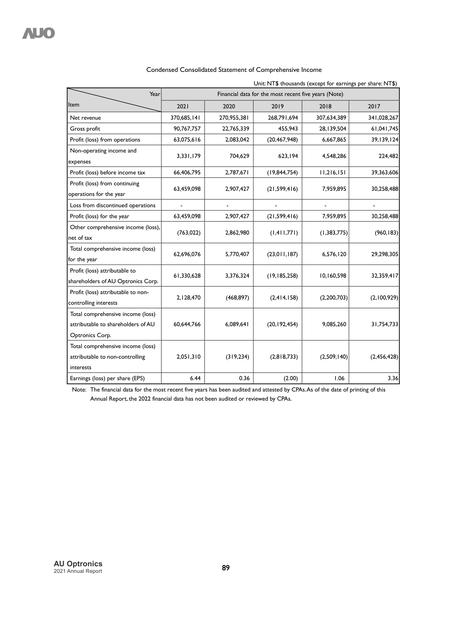 AUO
Condensed Consolidated Statement of Comprehensive Income
Unit: NT$ thousands (except for earnings per share: NT$)
Year Financial data for the most recent five years (Note)
Item 2021 2020 2019 2018 2017
Net revenue 370,685,141 270,955,381 268,791,694 307,634,389 341,028,267
Gross profit 90,767,757 22,765,339 455,943 28,139,504 61,041,745
Profit (loss) from operations 63,075,616 2,083,042 (20,467,948) 6,667,865 39,139,124
Non-operating income and
expenses 3,331,179 704,629 623,194 4,548,286 224,482
Profit (loss) before income tax 66,406,795 2,787,671 (19,844,754) 11,216,151 39,363,606
Profit (loss) from continuing
operations for the year 63,459,098 2,907,427 (21,599,416) 7,959,895 30,258,488
Loss from discontinued operations - - - - -
Profit (loss) for the year 63,459,098 2,907,427 (21,599,416) 7,959,895 30,258,488
Other comprehensive income (loss),
net of tax (763,022) 2,862,980 (1,411,771) (1,383,775) (960,183)
Total comprehensive income (loss)
for the year 62,696,076 5,770,407 (23,011,187) 6,576,120 29,298,305
Profit (loss) attributable to
shareholders of AU Optronics Corp. 61,330,628 3,376,324 (19,185,258) 10,160,598 32,359,417
Profit (loss) attributable to non-
controlling interests 2,128,470 (468,897) (2,414,158) (2,200,703) (2,100,929)
Total comprehensive income (loss)
attributable to shareholders of AU
Optronics Corp. 60,644,766 6,089,641 (20,192,454) 9,085,260 31,754,733
Total comprehensive income (loss)
attributable to non-controlling
interests 2,051,310 (319,234) (2,818,733) (2,509,140) (2,456,428)
Earnings (loss) per share (EPS) 6.44 0.36 (2.00) 1.06 3.36
Note: The financial data for the most recent five years has been audited and attested by CPAs. As of the date of printing of this
Annual Report, the 2022 financial data has not been audited or reviewed by CPAs.
AU Optronics
2021 Annual Report
89